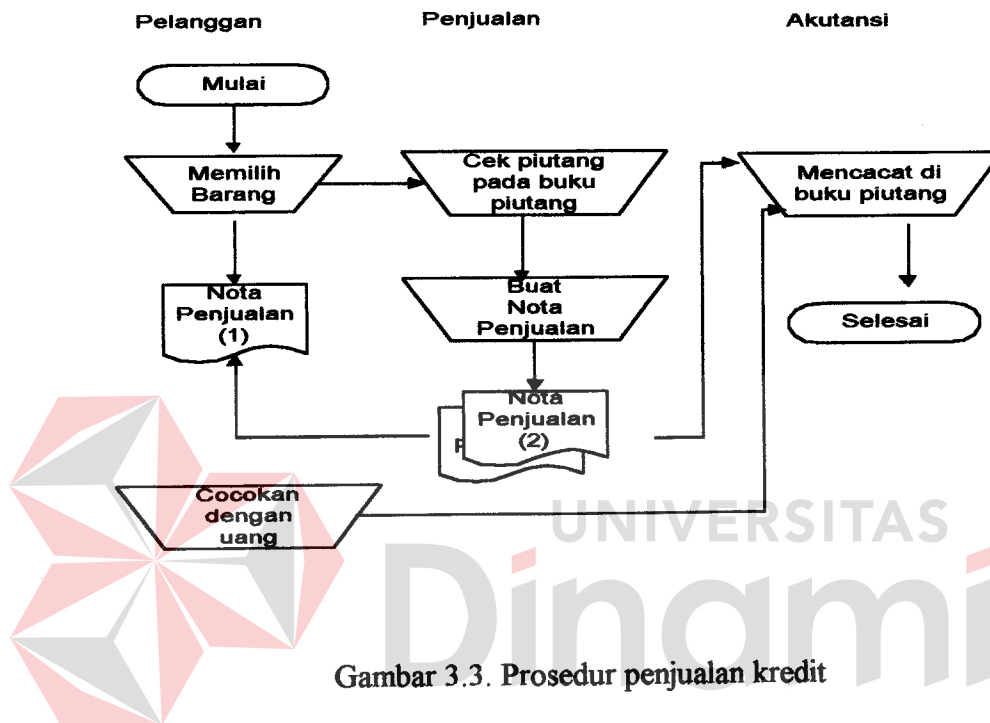 Pelanggan
Penjualan
Akutansi
Mulai
Memilih
Barang
Cek piutang
pada buku
piutang
Mencacat di
buku piutang
Nota
Penjualan
(1)
Buat
Nota
Penjualan
Selesai
Nota
Penjualan
(2)
Cocokan
dengan
uang
UNIVERSITAS
Dinami
Gambar 3.3. Prosedur penjualan kredit